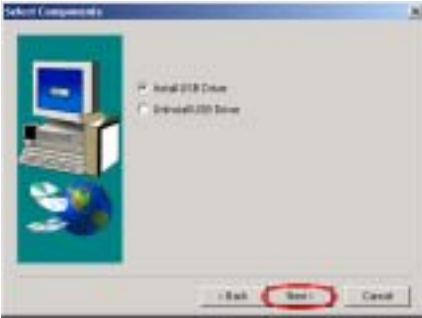 Select Components
Install USB Driver
Uninstall USB Driver
< Back
Next >
Cancel